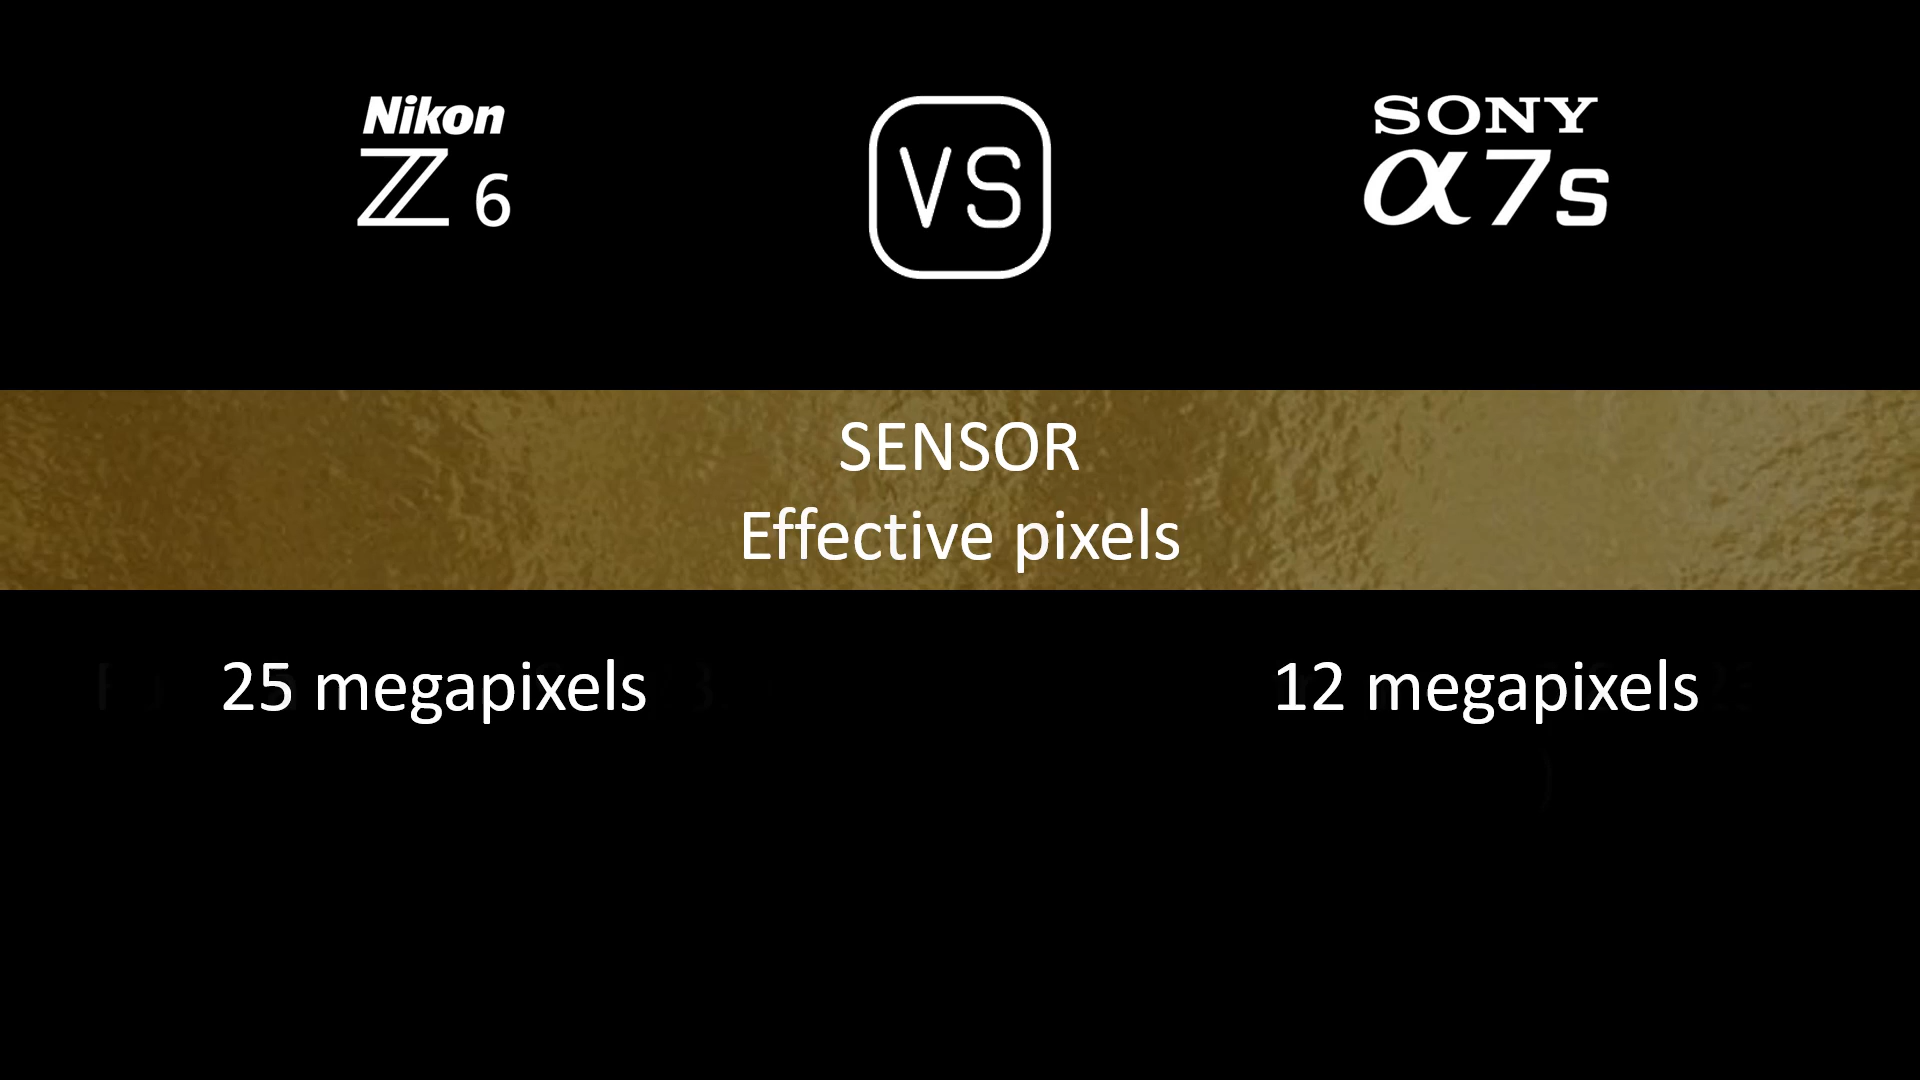 Nikon
Z 6
VS
SONY
α7s
SENSOR
Effective pixels
25 megapixels
12 megapixels